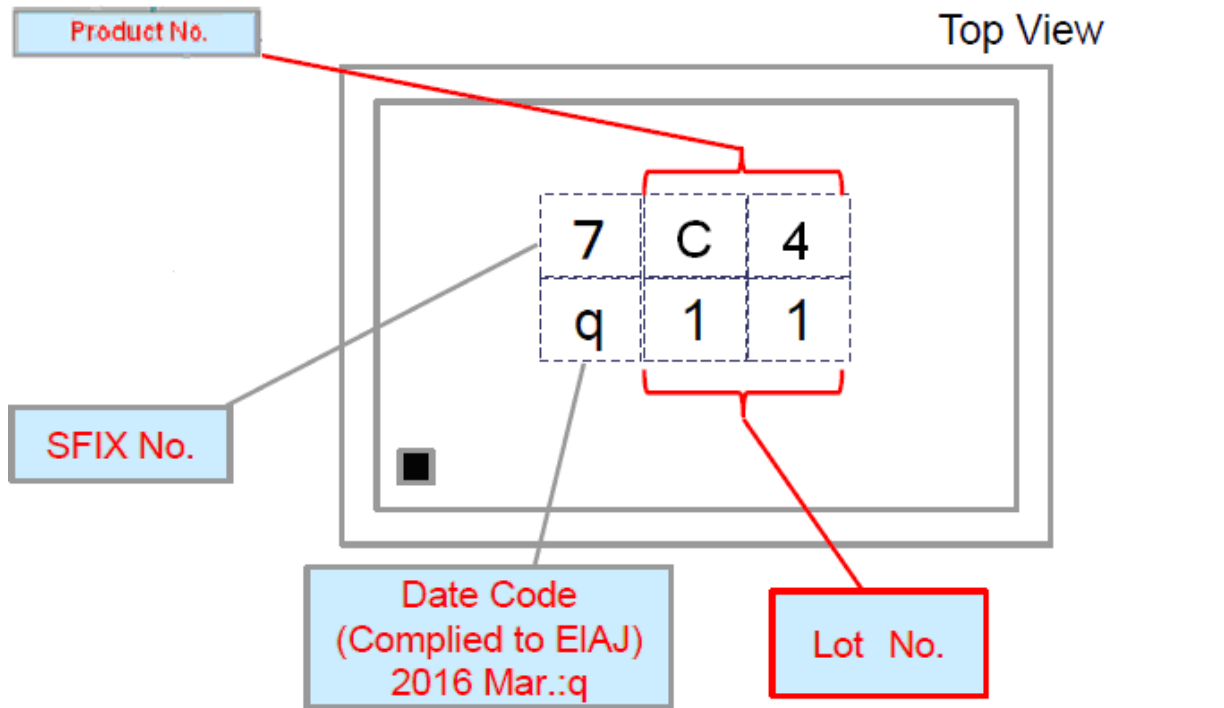 Product No.
Top View
7 C 4
q 1 1
SFIX No.
Date Code
(Complied to EIAJ)
2016 Mar.:q
Lot No.